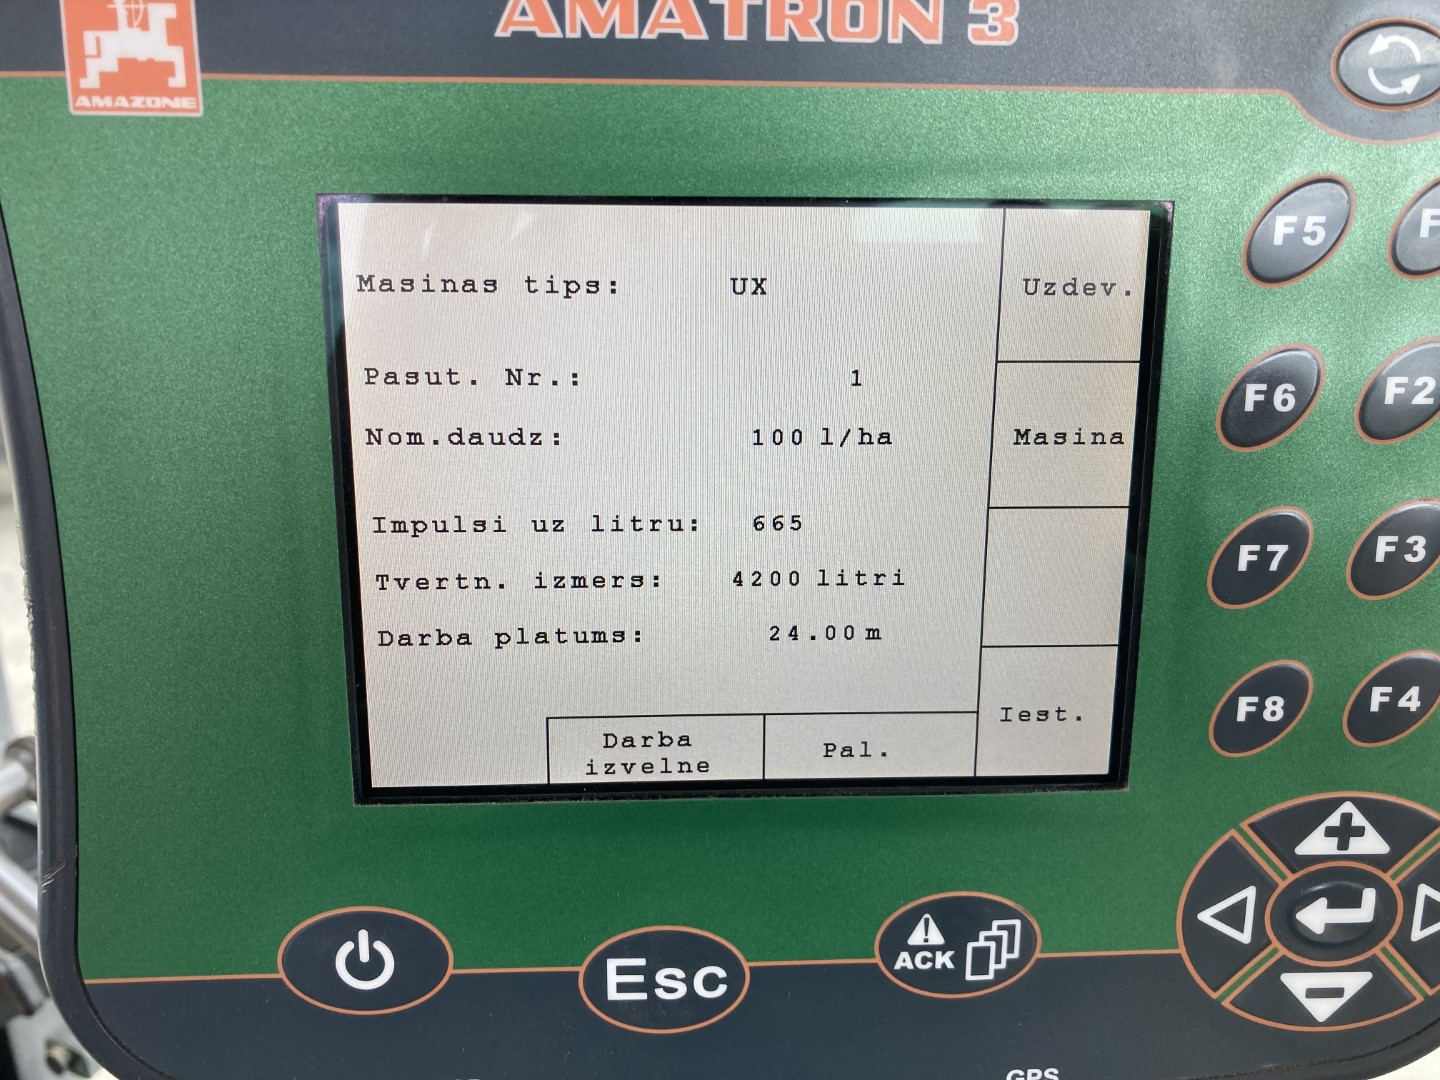 AMATRON 3
AMAZONE
Masinas tips: UX
Uzdev.
Pasut. Nr.: 1
Nom.daudz: 100 l/ha
Masina
Impulsi uz litru: 665
Tvertn. izmers: 4200 litri
Darba platums: 24.00 m
Iest.
Darba
izvelne
Pal.
F5
F6
F2
F7
F3
F8
F4
Esc
ACK
GPS